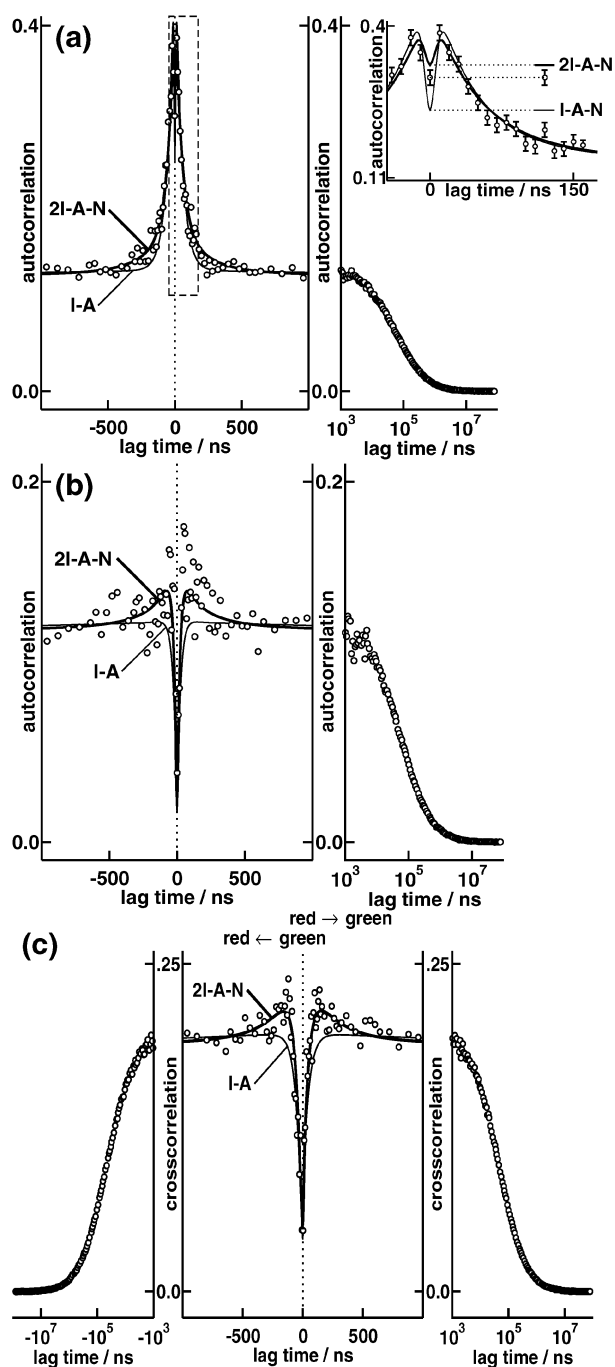 (a)
0.4
autocorrelation
2I-A-N
I-A
0.0
-500 0 500
lag time / ns
0.4
autocorrelation
0.0
10³ 10⁵ 10⁷
lag time / ns
0.4
autocorrelation
0.11
2I-A-N
I-A-N
0 lag time / ns 150
(b)
0.2
autocorrelation
2I-A-N
I-A
0.0
-500 0 500
lag time / ns
0.2
autocorrelation
0.0
10³ 10⁵ 10⁷
lag time / ns
(c)
red → green
red ← green
.25
crosscorrelation
0.0
-10⁷ -10⁵ -10³
lag time / ns
2I-A-N
I-A
-500 0 500
lag time / ns
.25
crosscorrelation
0.0
10³ 10⁵ 10⁷
lag time / ns